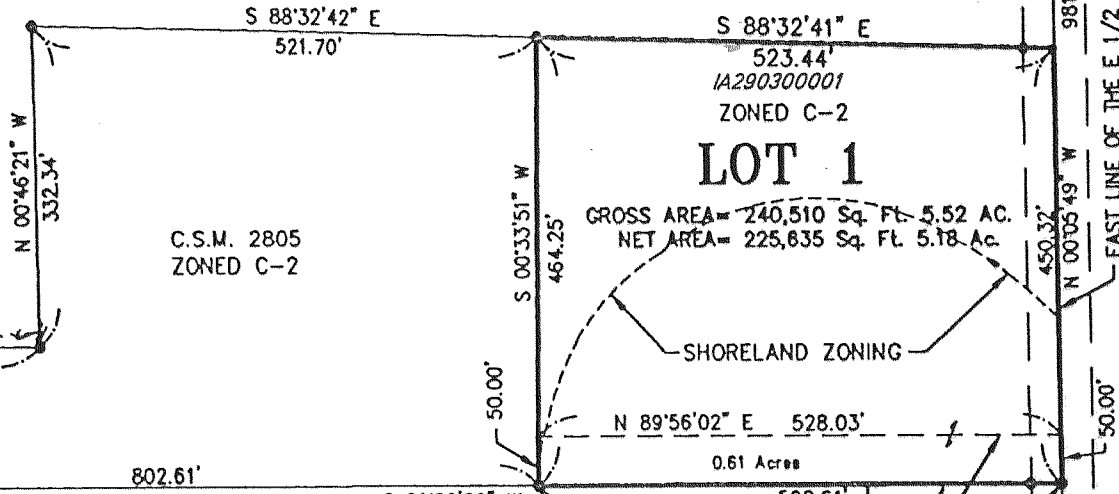 S 88°32'42" E
521.70'
S 88°32'41" E
523.44'
IA290300001
ZONED C-2
LOT 1
GROSS AREA= 240,510 Sq. Ft. 5.52 AC.
NET AREA= 225,635 Sq. Ft. 5.18 Ac.
N 00°46'21" W
332.34'
C.S.M. 2805
ZONED C-2
S 00°33'51" W
464.25'
450.32'
N 00°05'49" W
981
EAST LINE OF THE E 1/2
SHORELAND ZONING
50.00'
N 89°56'02" E 528.03'
50.00'
0.61 Acres
802.61'